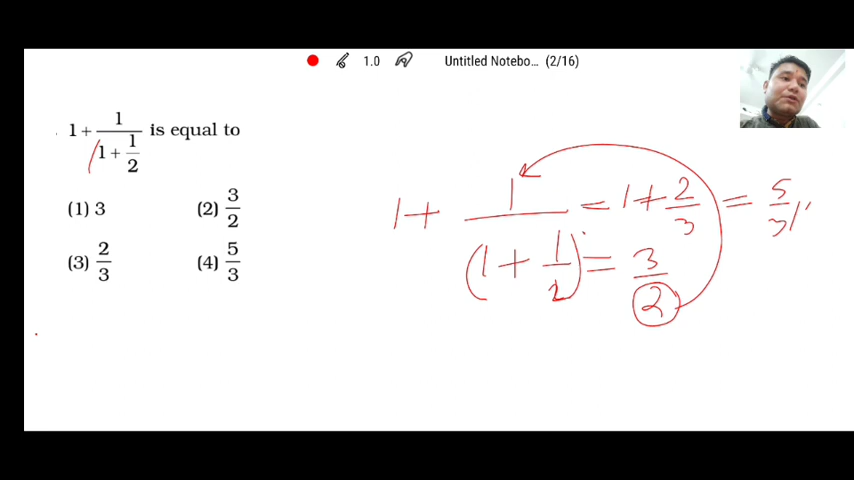 1.0 Untitled Notebo... (2/16)
1 + 1/(1 + 1/2) is equal to
(1) 3 (2) 3/2
(3) 2/3 (4) 5/3
1 + 1/(1 + 1/2) = 1 + 2/3 = 5/3
= 3/2